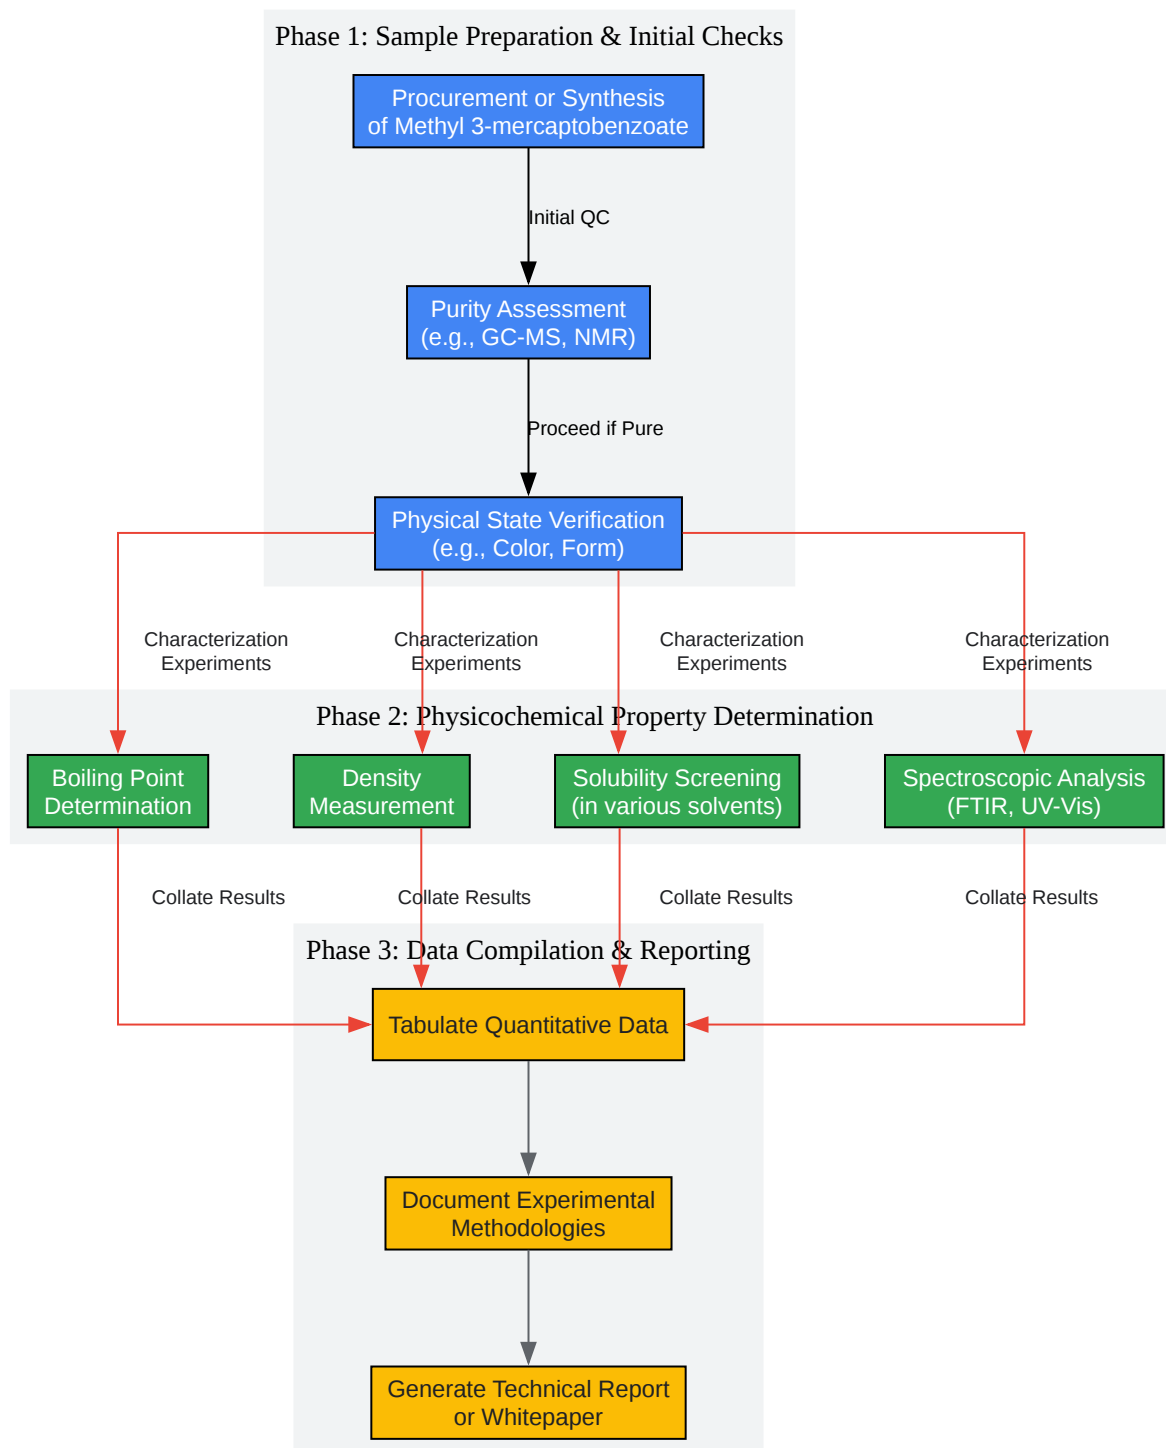 Phase 1: Sample Preparation & Initial Checks
Procurement or Synthesis
of Methyl 3-mercaptobenzoate
Initial QC
Purity Assessment
(e.g., GC-MS, NMR)
Proceed if Pure
Physical State Verification
(e.g., Color, Form)
Characterization
Experiments
Characterization
Experiments
Characterization
Experiments
Characterization
Experiments
Phase 2: Physicochemical Property Determination
Boiling Point
Determination
Density
Measurement
Solubility Screening
(in various solvents)
Spectroscopic Analysis
(FTIR, UV-Vis)
Collate Results
Collate Results
Collate Results
Collate Results
Phase 3: Data Compilation & Reporting
Tabulate Quantitative Data
Document Experimental
Methodologies
Generate Technical Report
or Whitepaper